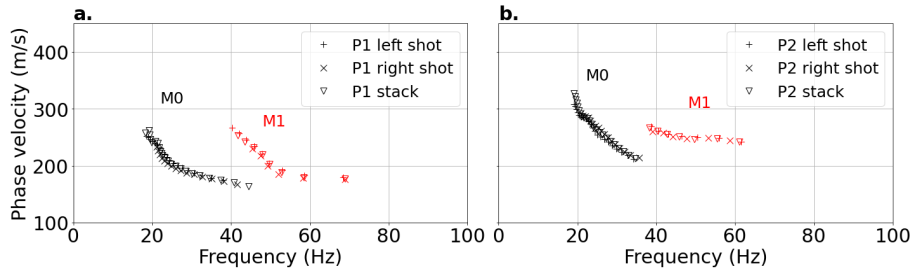 a.
Phase velocity (m/s)
400
300
200
100
M0
M1
P1 left shot
P1 right shot
P1 stack
0 20 40 60 80 100
Frequency (Hz)
b.
M0
M1
P2 left shot
P2 right shot
P2 stack
0 20 40 60 80 100
Frequency (Hz)